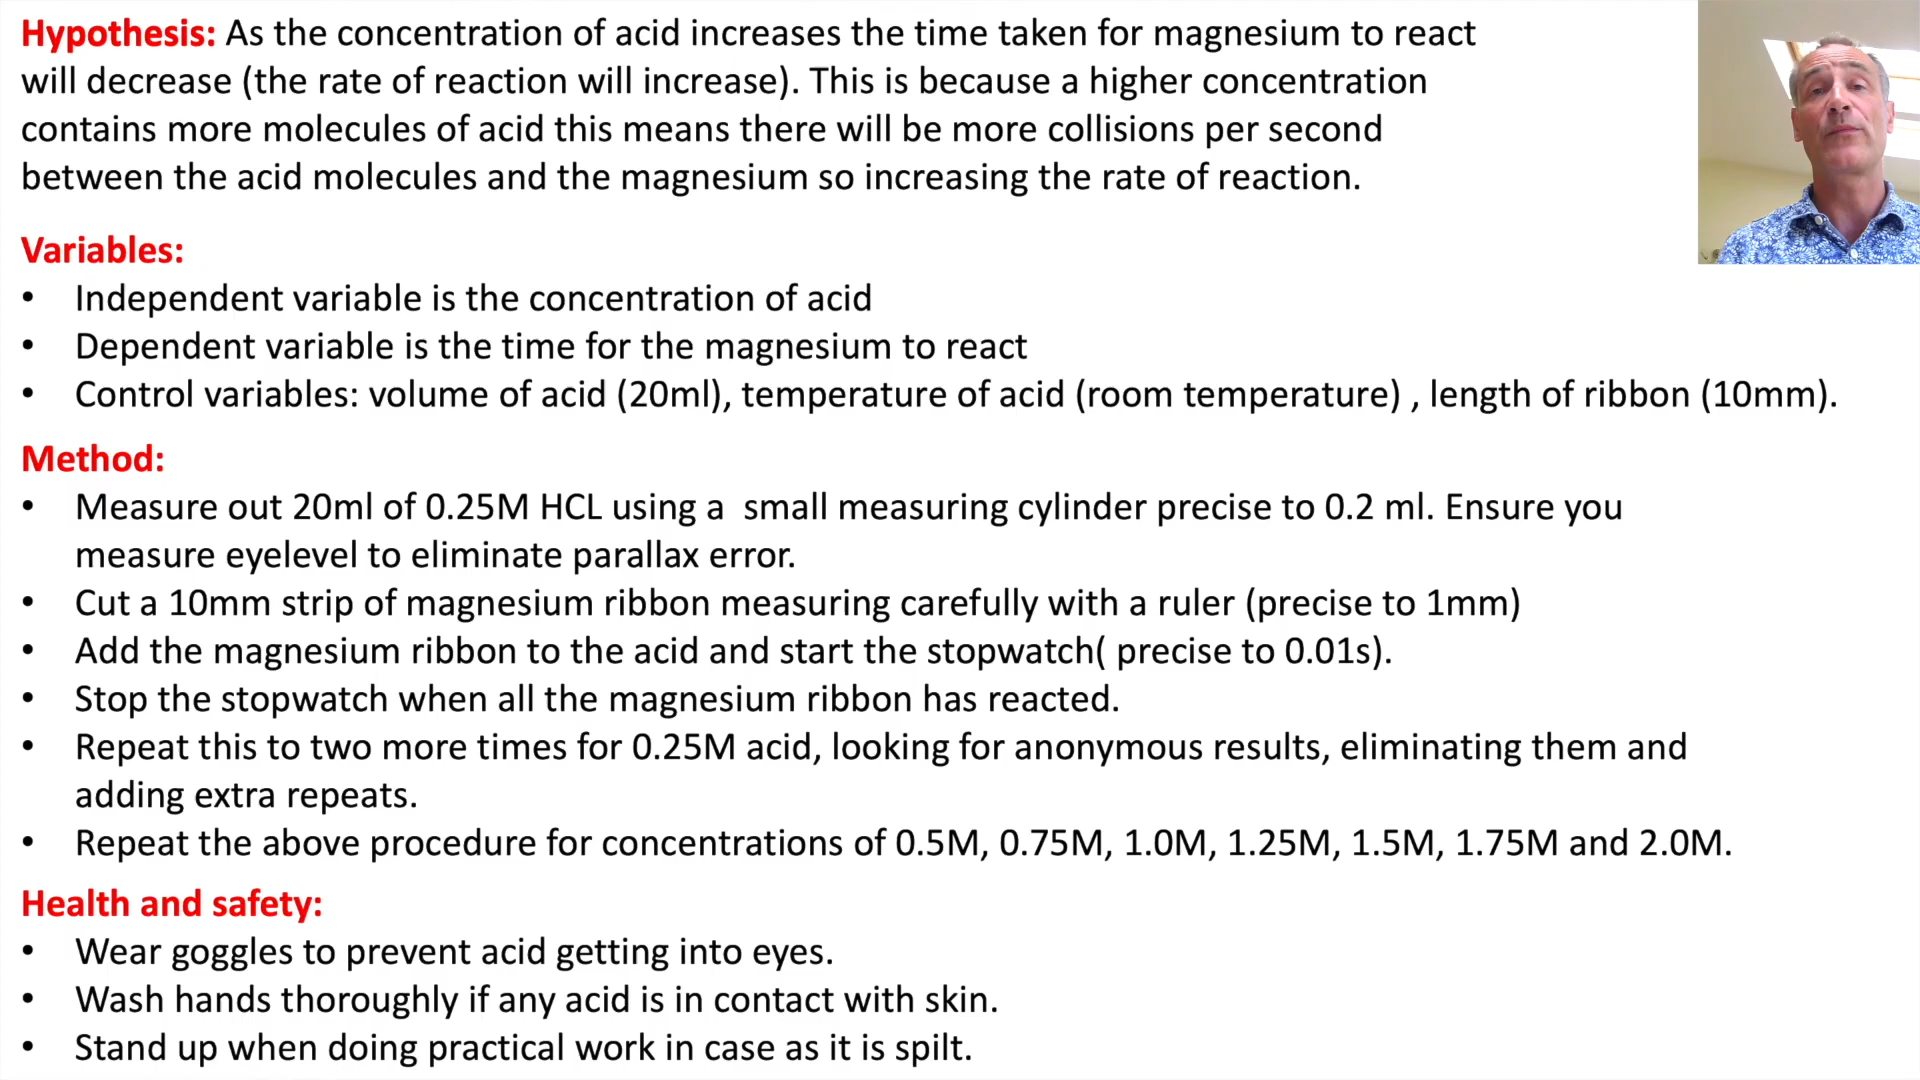 Hypothesis: As the concentration of acid increases the time taken for magnesium to react
will decrease (the rate of reaction will increase). This is because a higher concentration
contains more molecules of acid this means there will be more collisions per second
between the acid molecules and the magnesium so increasing the rate of reaction.
Variables:
• Independent variable is the concentration of acid
• Dependent variable is the time for the magnesium to react
• Control variables: volume of acid (20ml), temperature of acid (room temperature) , length of ribbon (10mm).
Method:
• Measure out 20ml of 0.25M HCL using a  small measuring cylinder precise to 0.2 ml. Ensure you
measure eyelevel to eliminate parallax error.
• Cut a 10mm strip of magnesium ribbon measuring carefully with a ruler (precise to 1mm)
• Add the magnesium ribbon to the acid and start the stopwatch( precise to 0.01s).
• Stop the stopwatch when all the magnesium ribbon has reacted.
• Repeat this to two more times for 0.25M acid, looking for anonymous results, eliminating them and
adding extra repeats.
• Repeat the above procedure for concentrations of 0.5M, 0.75M, 1.0M, 1.25M, 1.5M, 1.75M and 2.0M.
Health and safety:
• Wear goggles to prevent acid getting into eyes.
• Wash hands thoroughly if any acid is in contact with skin.
• Stand up when doing practical work in case as it is spilt.